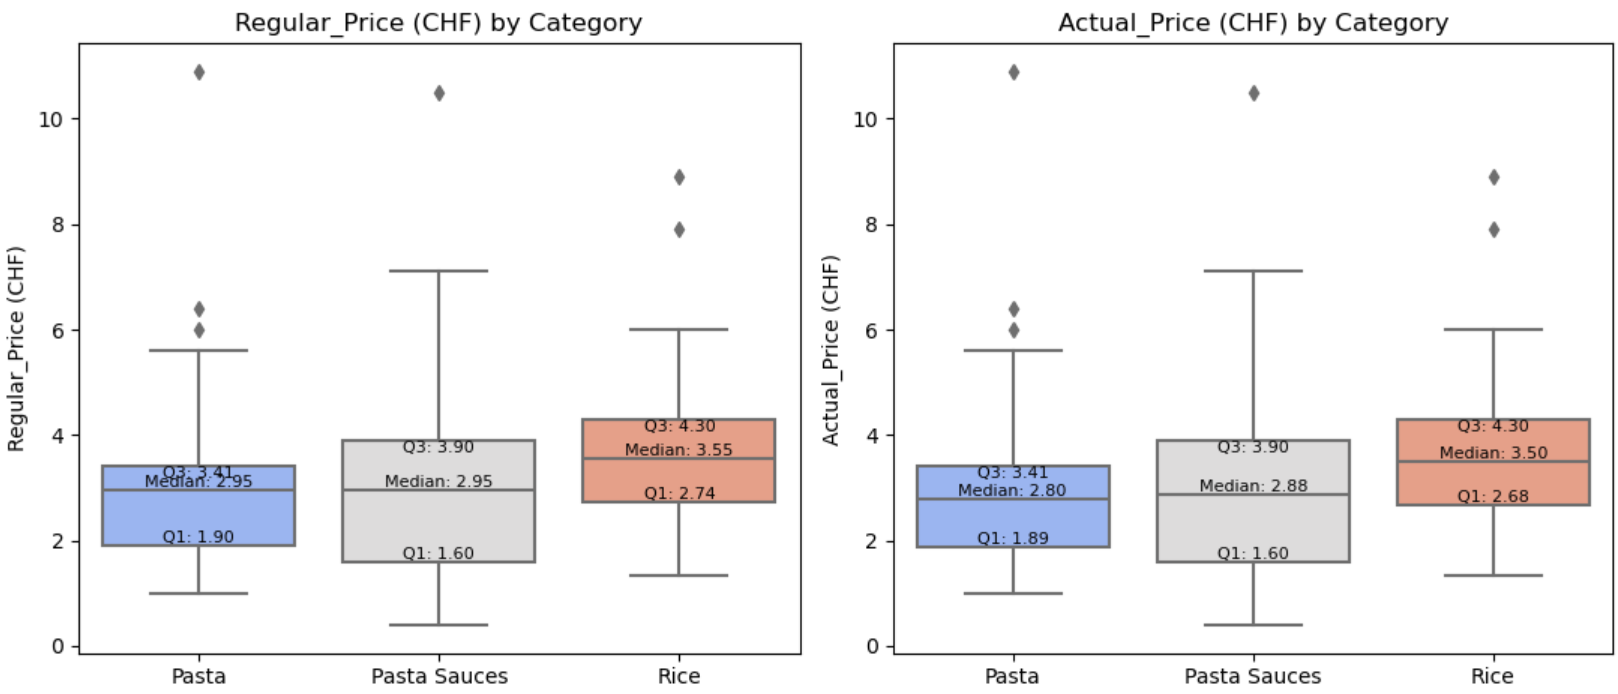 Regular_Price (CHF) by Category
Regular_Price (CHF)
10
8
6
4
2
0
Q3: 3.41
Median: 2.95
Q1: 1.90
Q3: 3.90
Median: 2.95
Q1: 1.60
Q3: 4.30
Median: 3.55
Q1: 2.74
Pasta
Pasta Sauces
Rice
Actual_Price (CHF) by Category
Actual_Price (CHF)
10
8
6
4
2
0
Q3: 3.41
Median: 2.80
Q1: 1.89
Q3: 3.90
Median: 2.88
Q1: 1.60
Q3: 4.30
Median: 3.50
Q1: 2.68
Pasta
Pasta Sauces
Rice